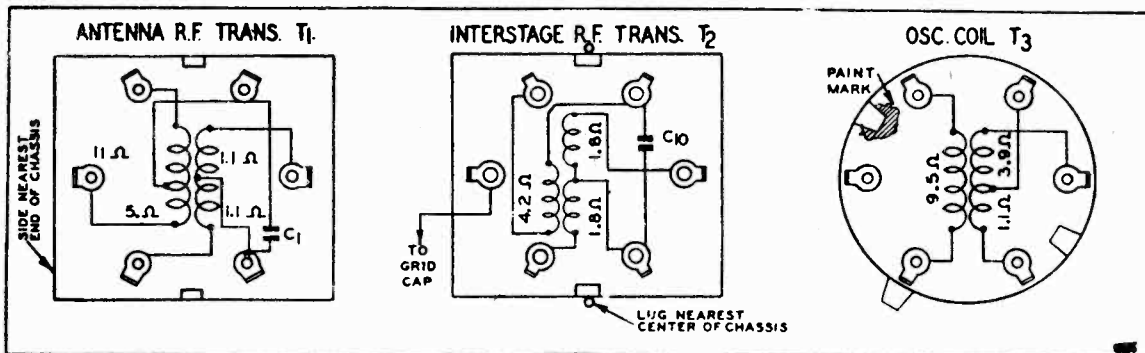 ANTENNA R.F. TRANS. T1.
SIDE NEAREST
END OF CHASSIS
11 Ω
1.1 Ω
5. Ω
1.1 Ω
C1
INTERSTAGE R.F. TRANS. T2
1.8 Ω
C10
4.2 Ω
1.8 Ω
TO
GRID
CAP
LUG NEAREST
CENTER OF CHASSIS
OSC. COIL T3
PAINT
MARK
9.5 Ω
3.9 Ω
1.1 Ω